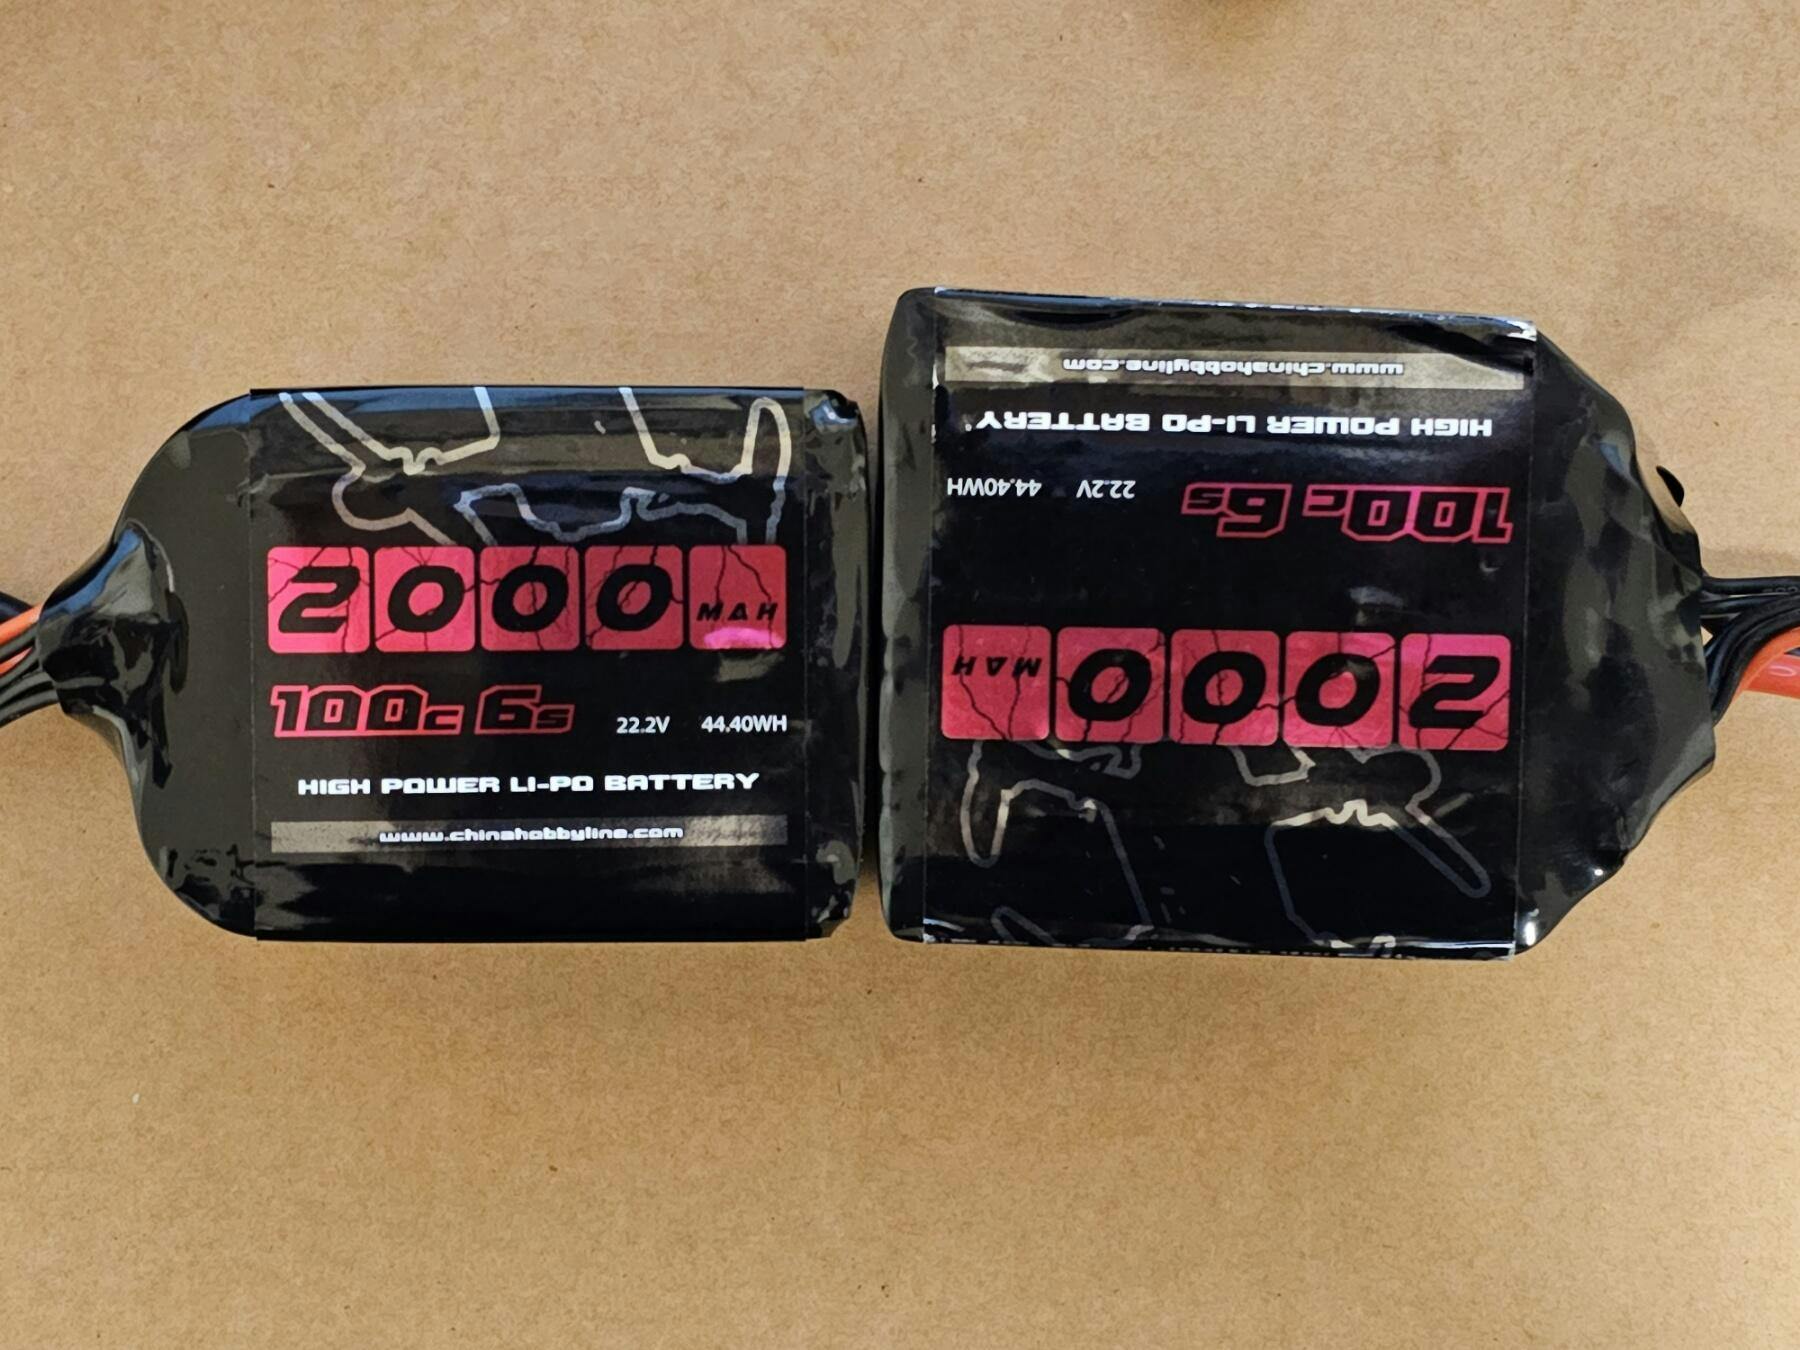 2000 MAH
100C 6S 22.2V 44.40WH
HIGH POWER LI-PO BATTERY
www.chinahobbyline.com
2000 MAH
100C 6S 22.2V 44.40WH
HIGH POWER LI-PO BATTERY
www.chinahobbyline.com